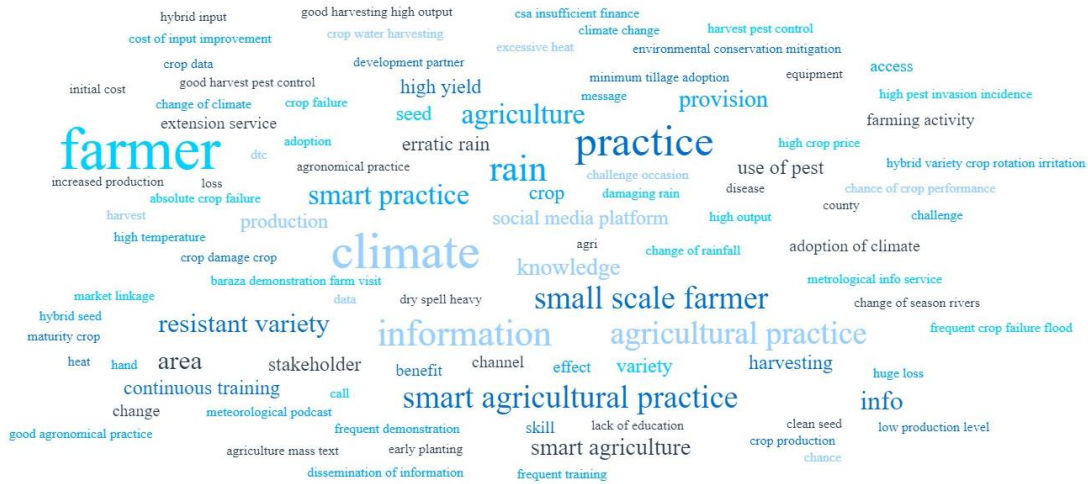 hybrid input
good harvesting high output
csa insufficient finance
cost of input improvement
crop water harvesting
climate change
harvest pest control
excessive heat
environmental conservation mitigation
crop data
development partner
access
initial cost
good harvest pest control
high yield
minimum tillage adoption
equipment
change of climate
crop failure
message
provision
high pest invasion incidence
seed
agriculture
extension service
farming activity
farmer
adoption
erratic rain
practice
high crop price
dtc
agronomical practice
rain
use of pest
hybrid variety crop rotation irritation
increased production
loss
challenge occasion
absolute crop failure
smart practice
crop
damaging rain
disease
chance of crop performance
county
harvest
production
social media platform
high output
challenge
high temperature
climate
agri
change of rainfall
adoption of climate
crop damage crop
knowledge
baraza demonstration farm visit
metrological info service
market linkage
data
dry spell heavy
small scale farmer
change of season rivers
hybrid seed
resistant variety
information
agricultural practice
frequent crop failure flood
maturity crop
heat
hand
area
stakeholder
benefit
channel
effect
variety
harvesting
huge loss
continuous training
call
smart agricultural practice
info
change
meteorological podcast
good agronomical practice
frequent demonstration
skill
lack of education
clean seed
low production level
agriculture mass text
early planting
smart agriculture
crop production
chance
dissemination of information
frequent training